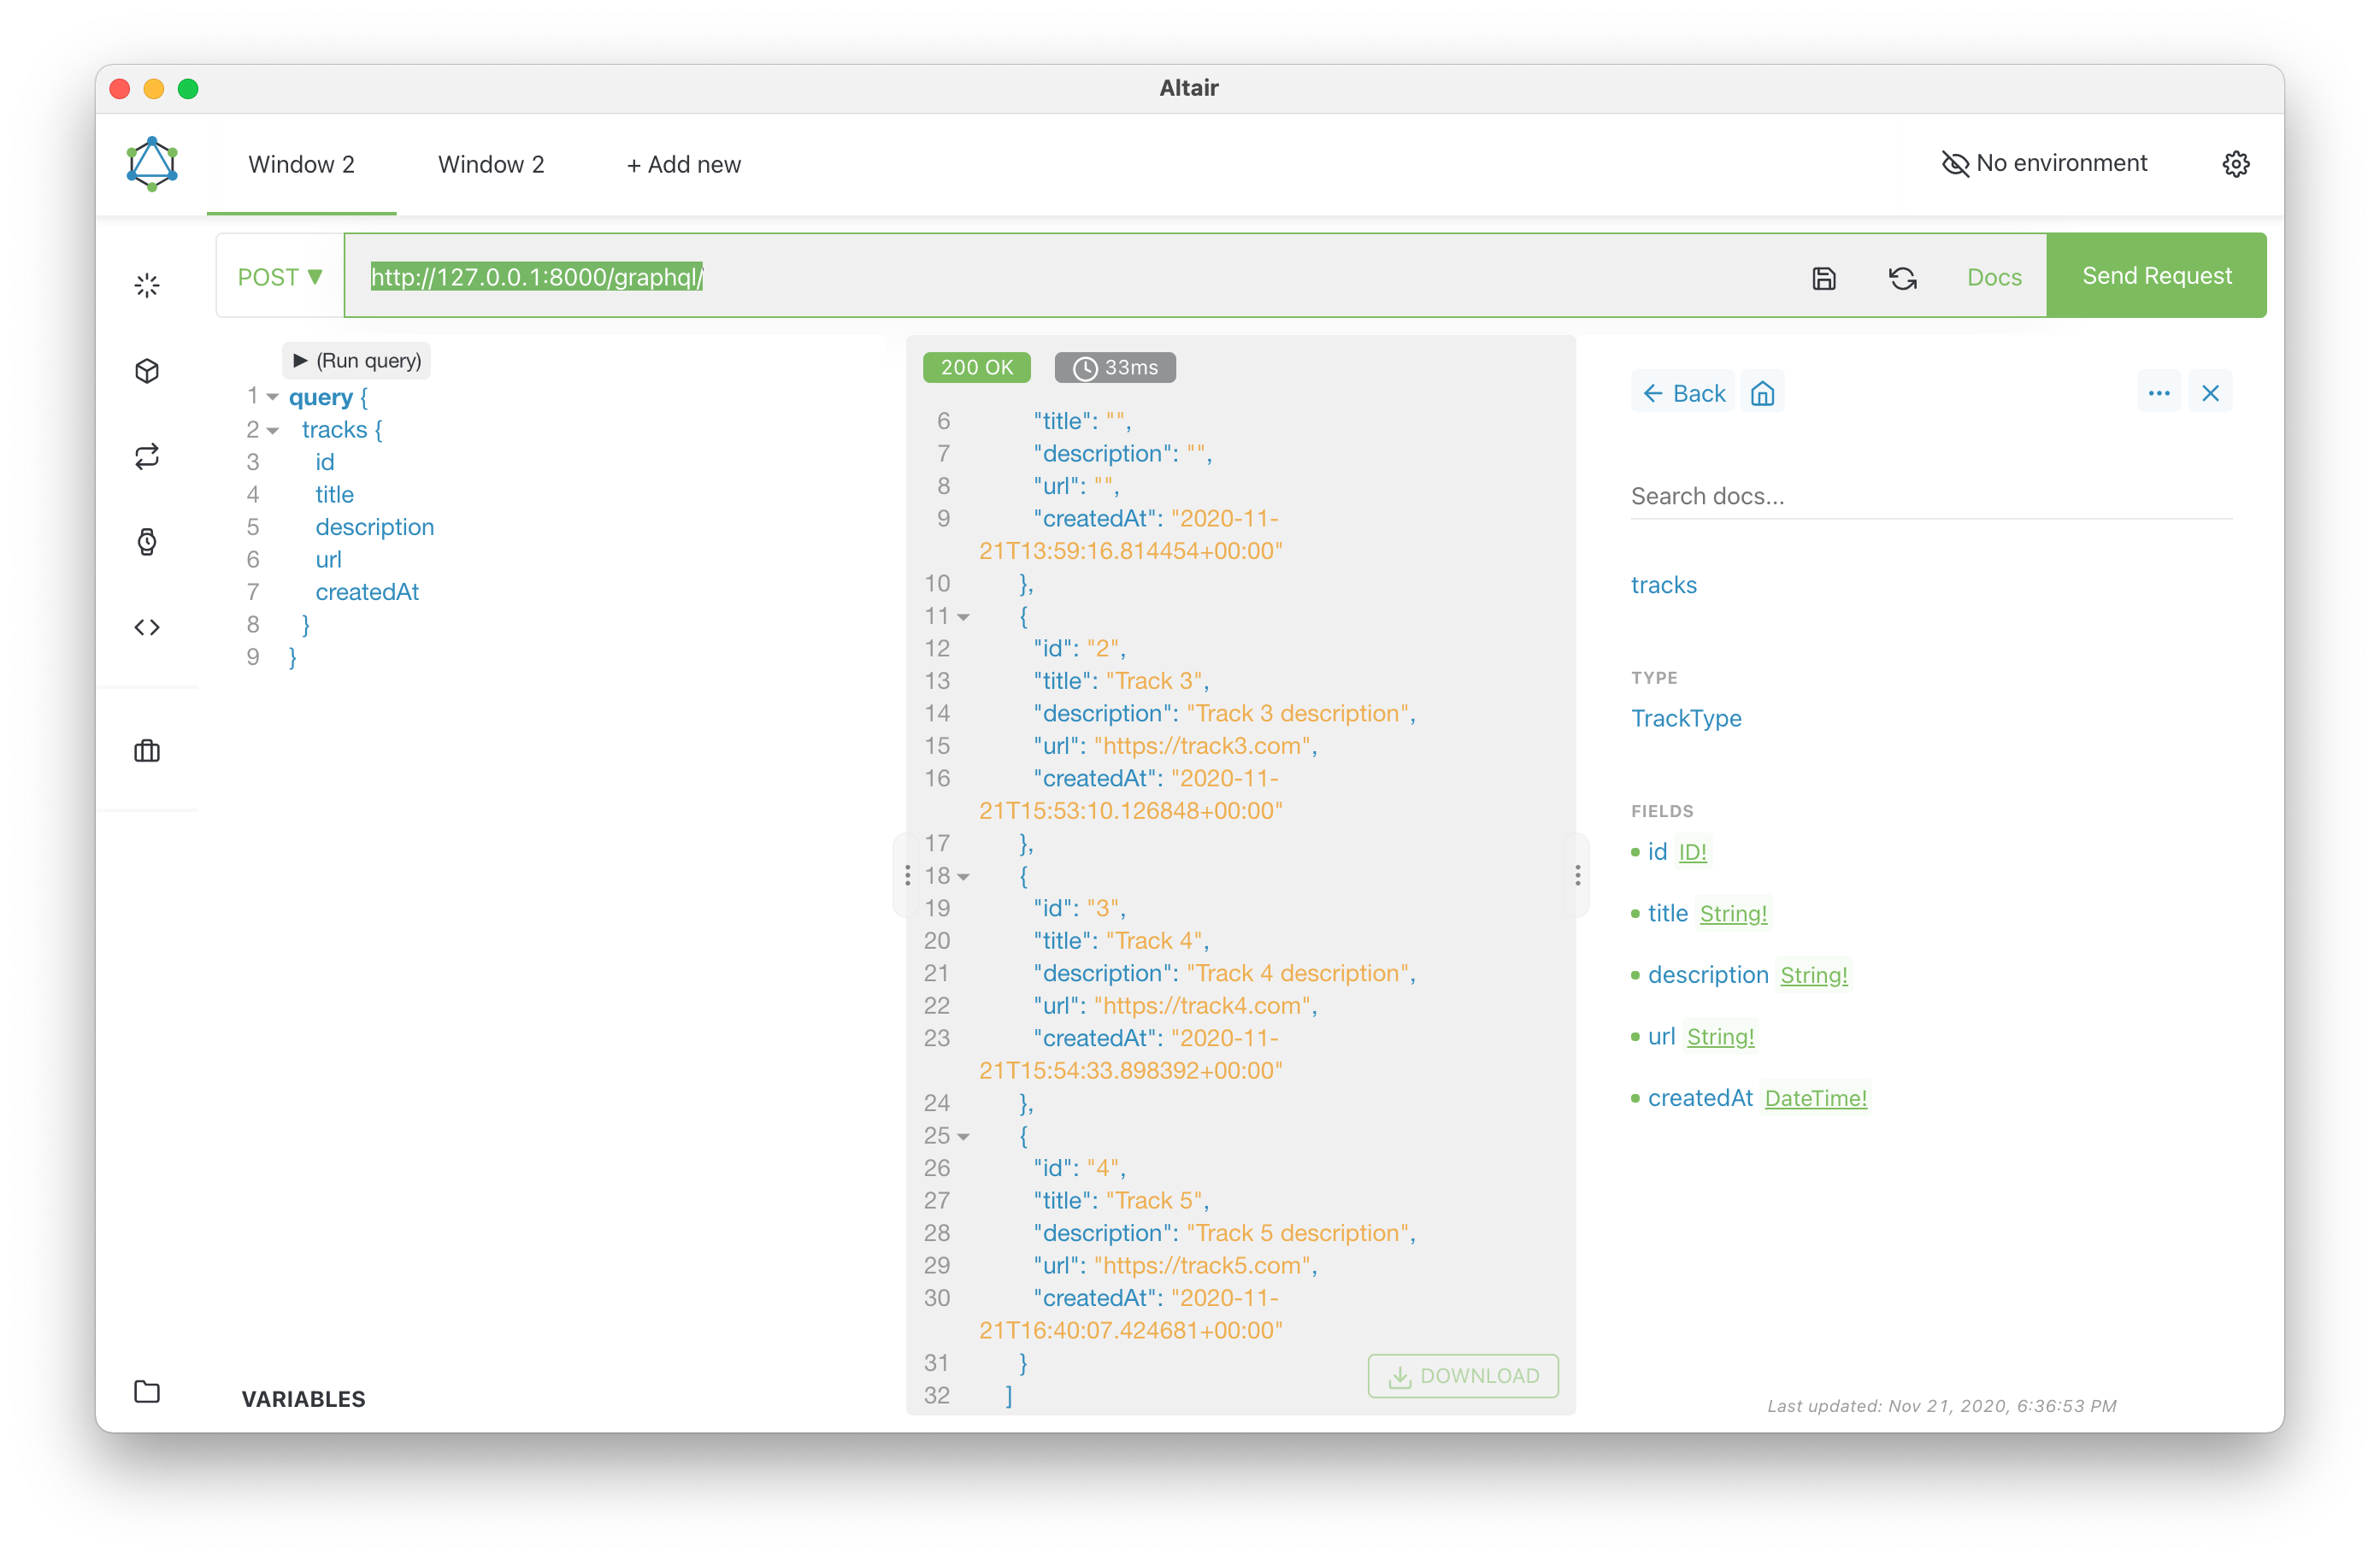 Altair
Window 2
Window 2
+ Add new
No environment
POST ▼
http://127.0.0.1:8000/graphql/
Docs
Send Request
▶ (Run query)
1 query {
2 tracks {
3 id
4 title
5 description
6 url
7 createdAt
8 }
9 }
VARIABLES
200 OK
33ms
6 "title": "",
7 "description": "",
8 "url": "",
9 "createdAt": "2020-11-
21T13:59:16.814454+00:00"
10 },
11 {
12 "id": "2",
13 "title": "Track 3",
14 "description": "Track 3 description",
15 "url": "https://track3.com",
16 "createdAt": "2020-11-
21T15:53:10.126848+00:00"
17 },
18 {
19 "id": "3",
20 "title": "Track 4",
21 "description": "Track 4 description",
22 "url": "https://track4.com",
23 "createdAt": "2020-11-
21T15:54:33.898392+00:00"
24 },
25 {
26 "id": "4",
27 "title": "Track 5",
28 "description": "Track 5 description",
29 "url": "https://track5.com",
30 "createdAt": "2020-11-
21T16:40:07.424681+00:00"
31 }
32 ]
DOWNLOAD
Back
Search docs...
tracks
TYPE
TrackType
FIELDS
id ID!
title String!
description String!
url String!
createdAt DateTime!
Last updated: Nov 21, 2020, 6:36:53 PM